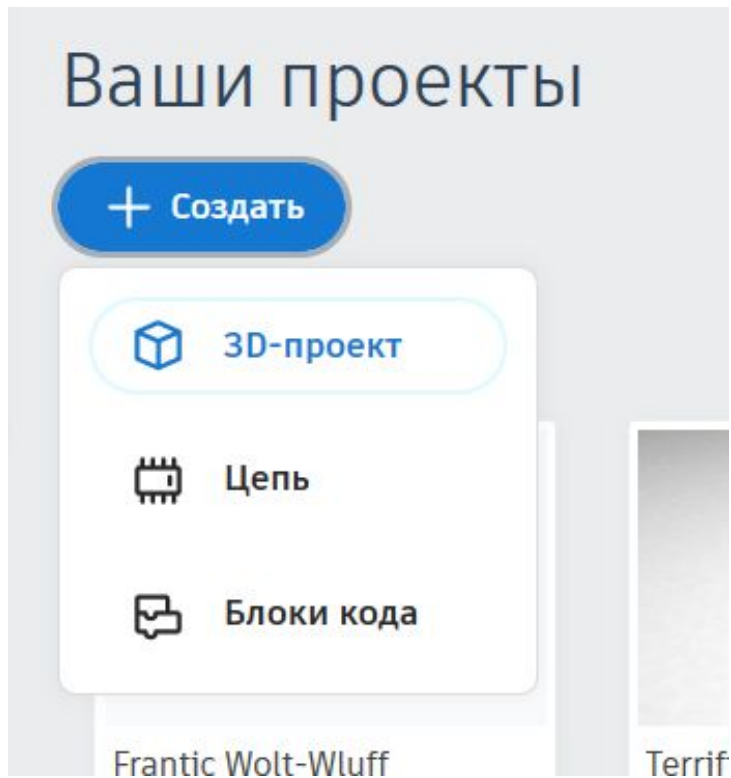 Ваши проекты
Создать
3D-проект
Цепь
Блоки кода
Frantic Wolt-Wluff